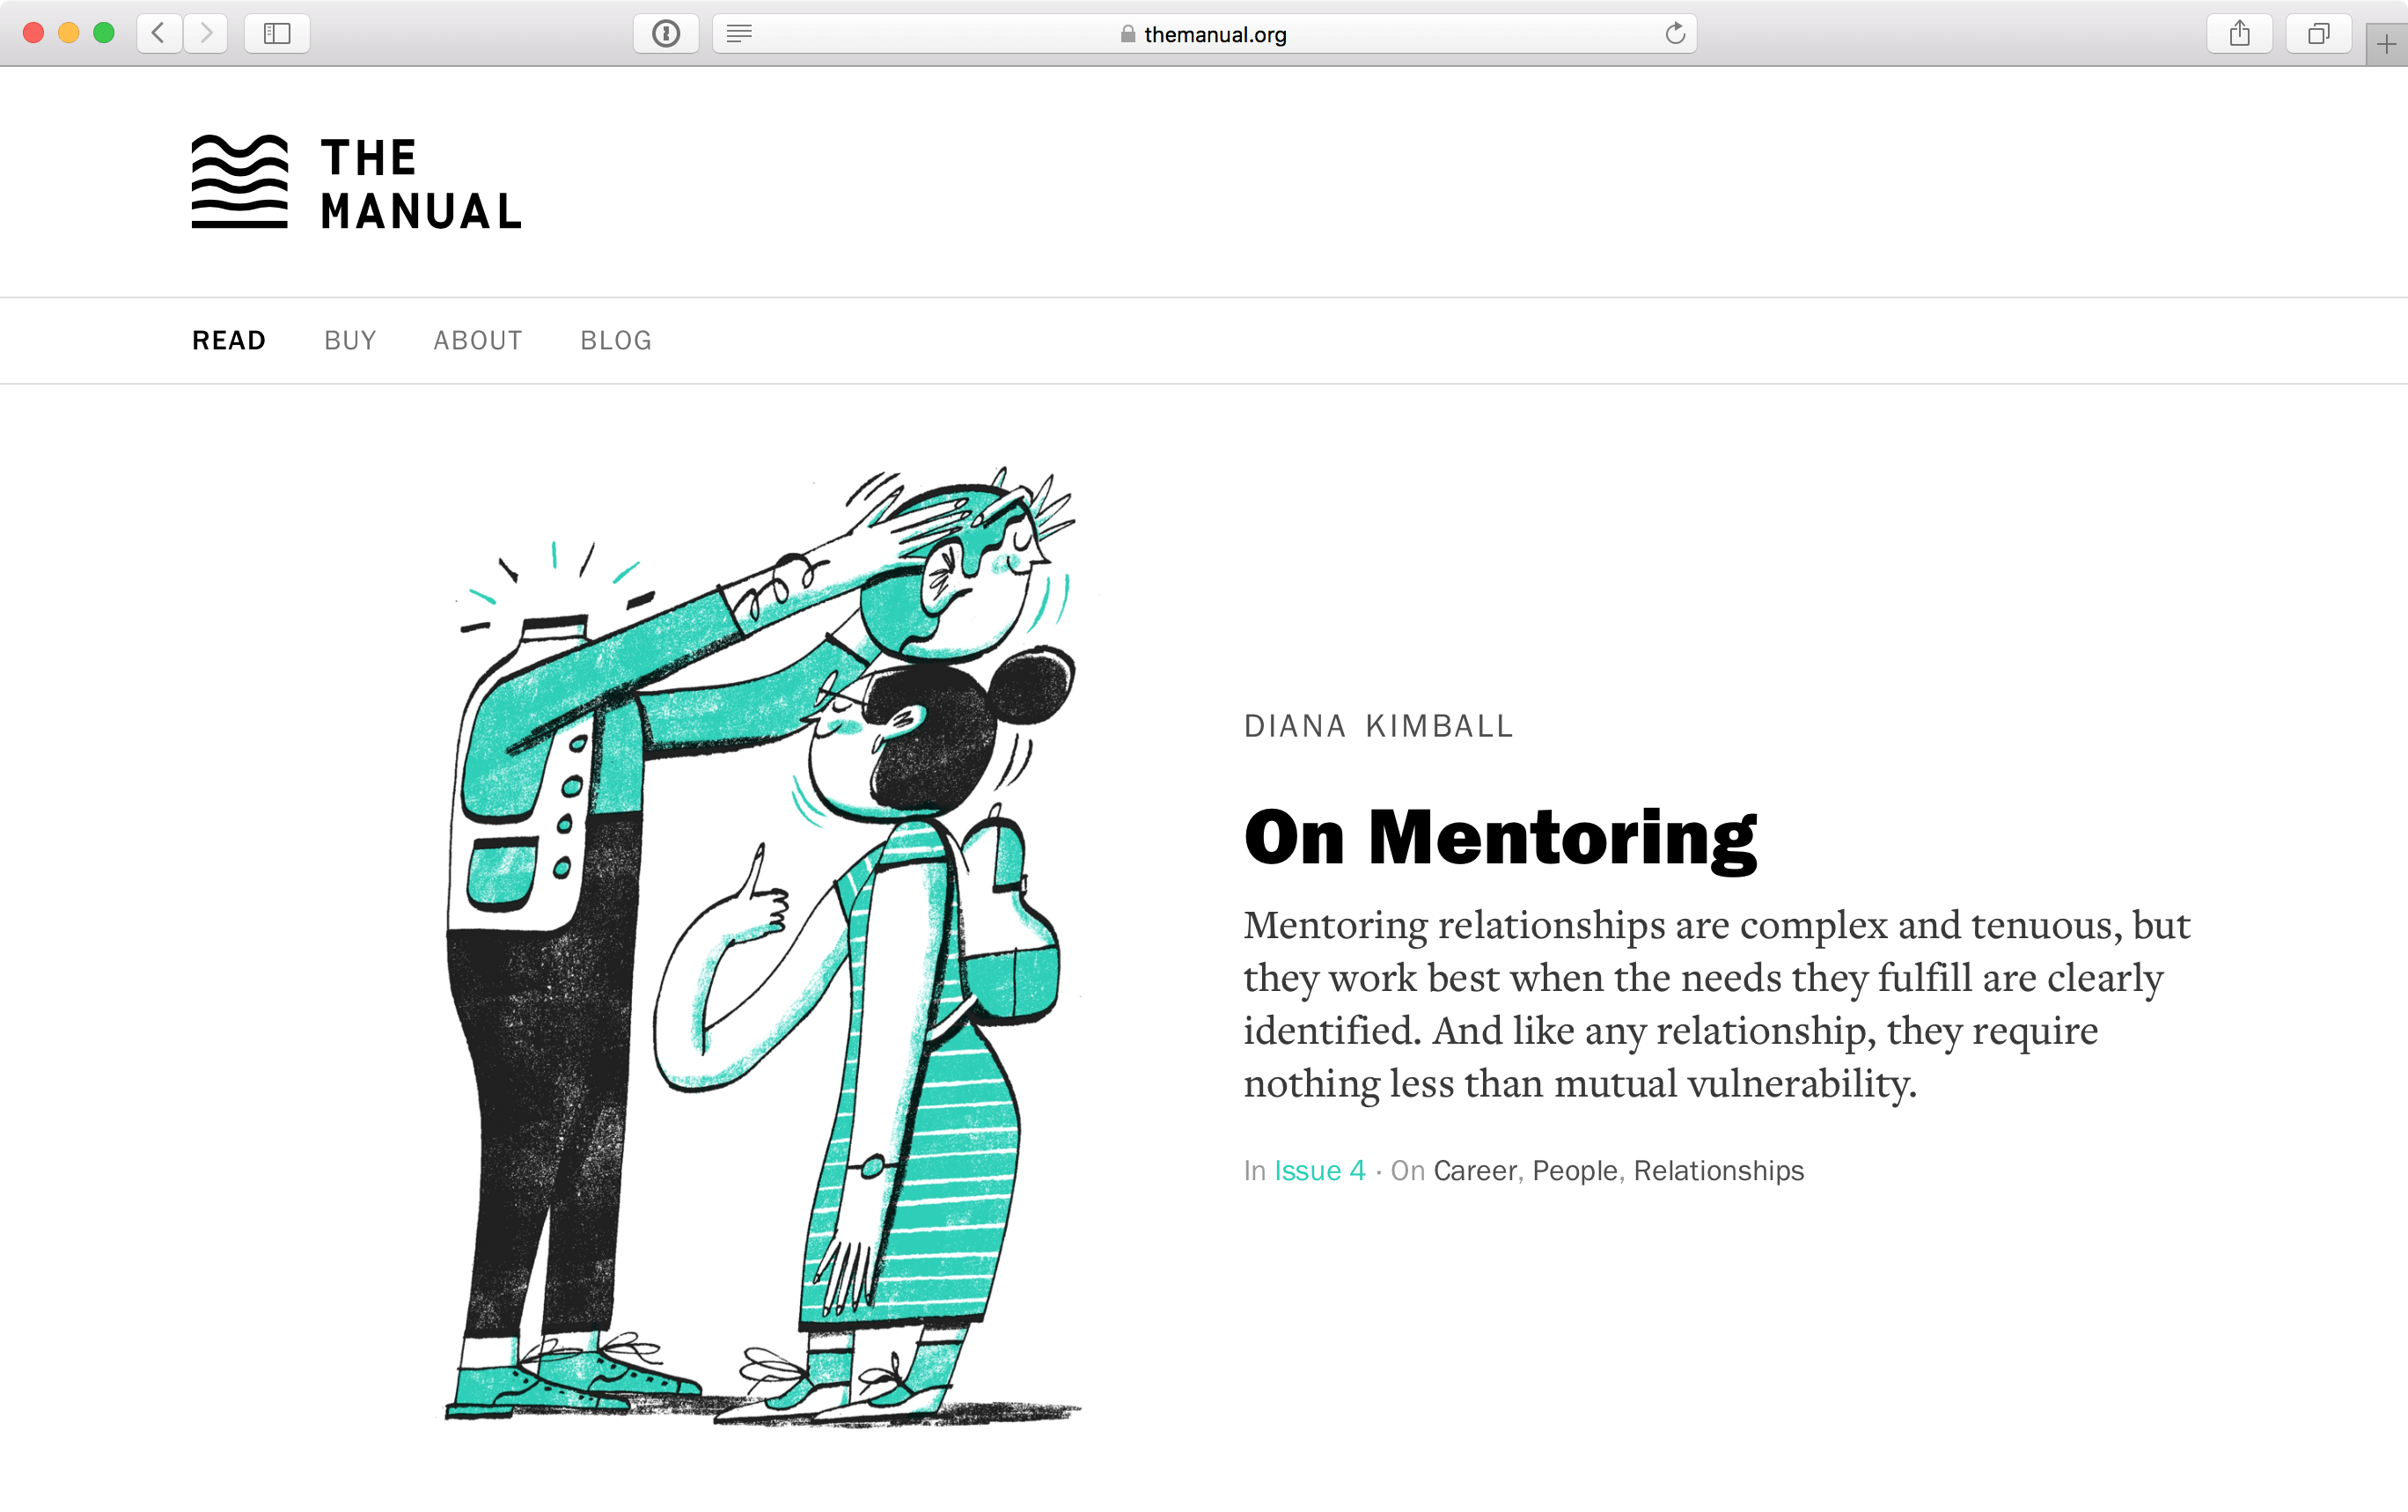 themanual.org
THE
MANUAL
READ BUY ABOUT BLOG
DIANA KIMBALL
On Mentoring
Mentoring relationships are complex and tenuous, but
they work best when the needs they fulfill are clearly
identified. And like any relationship, they require
nothing less than mutual vulnerability.
In Issue 4 · On Career, People, Relationships